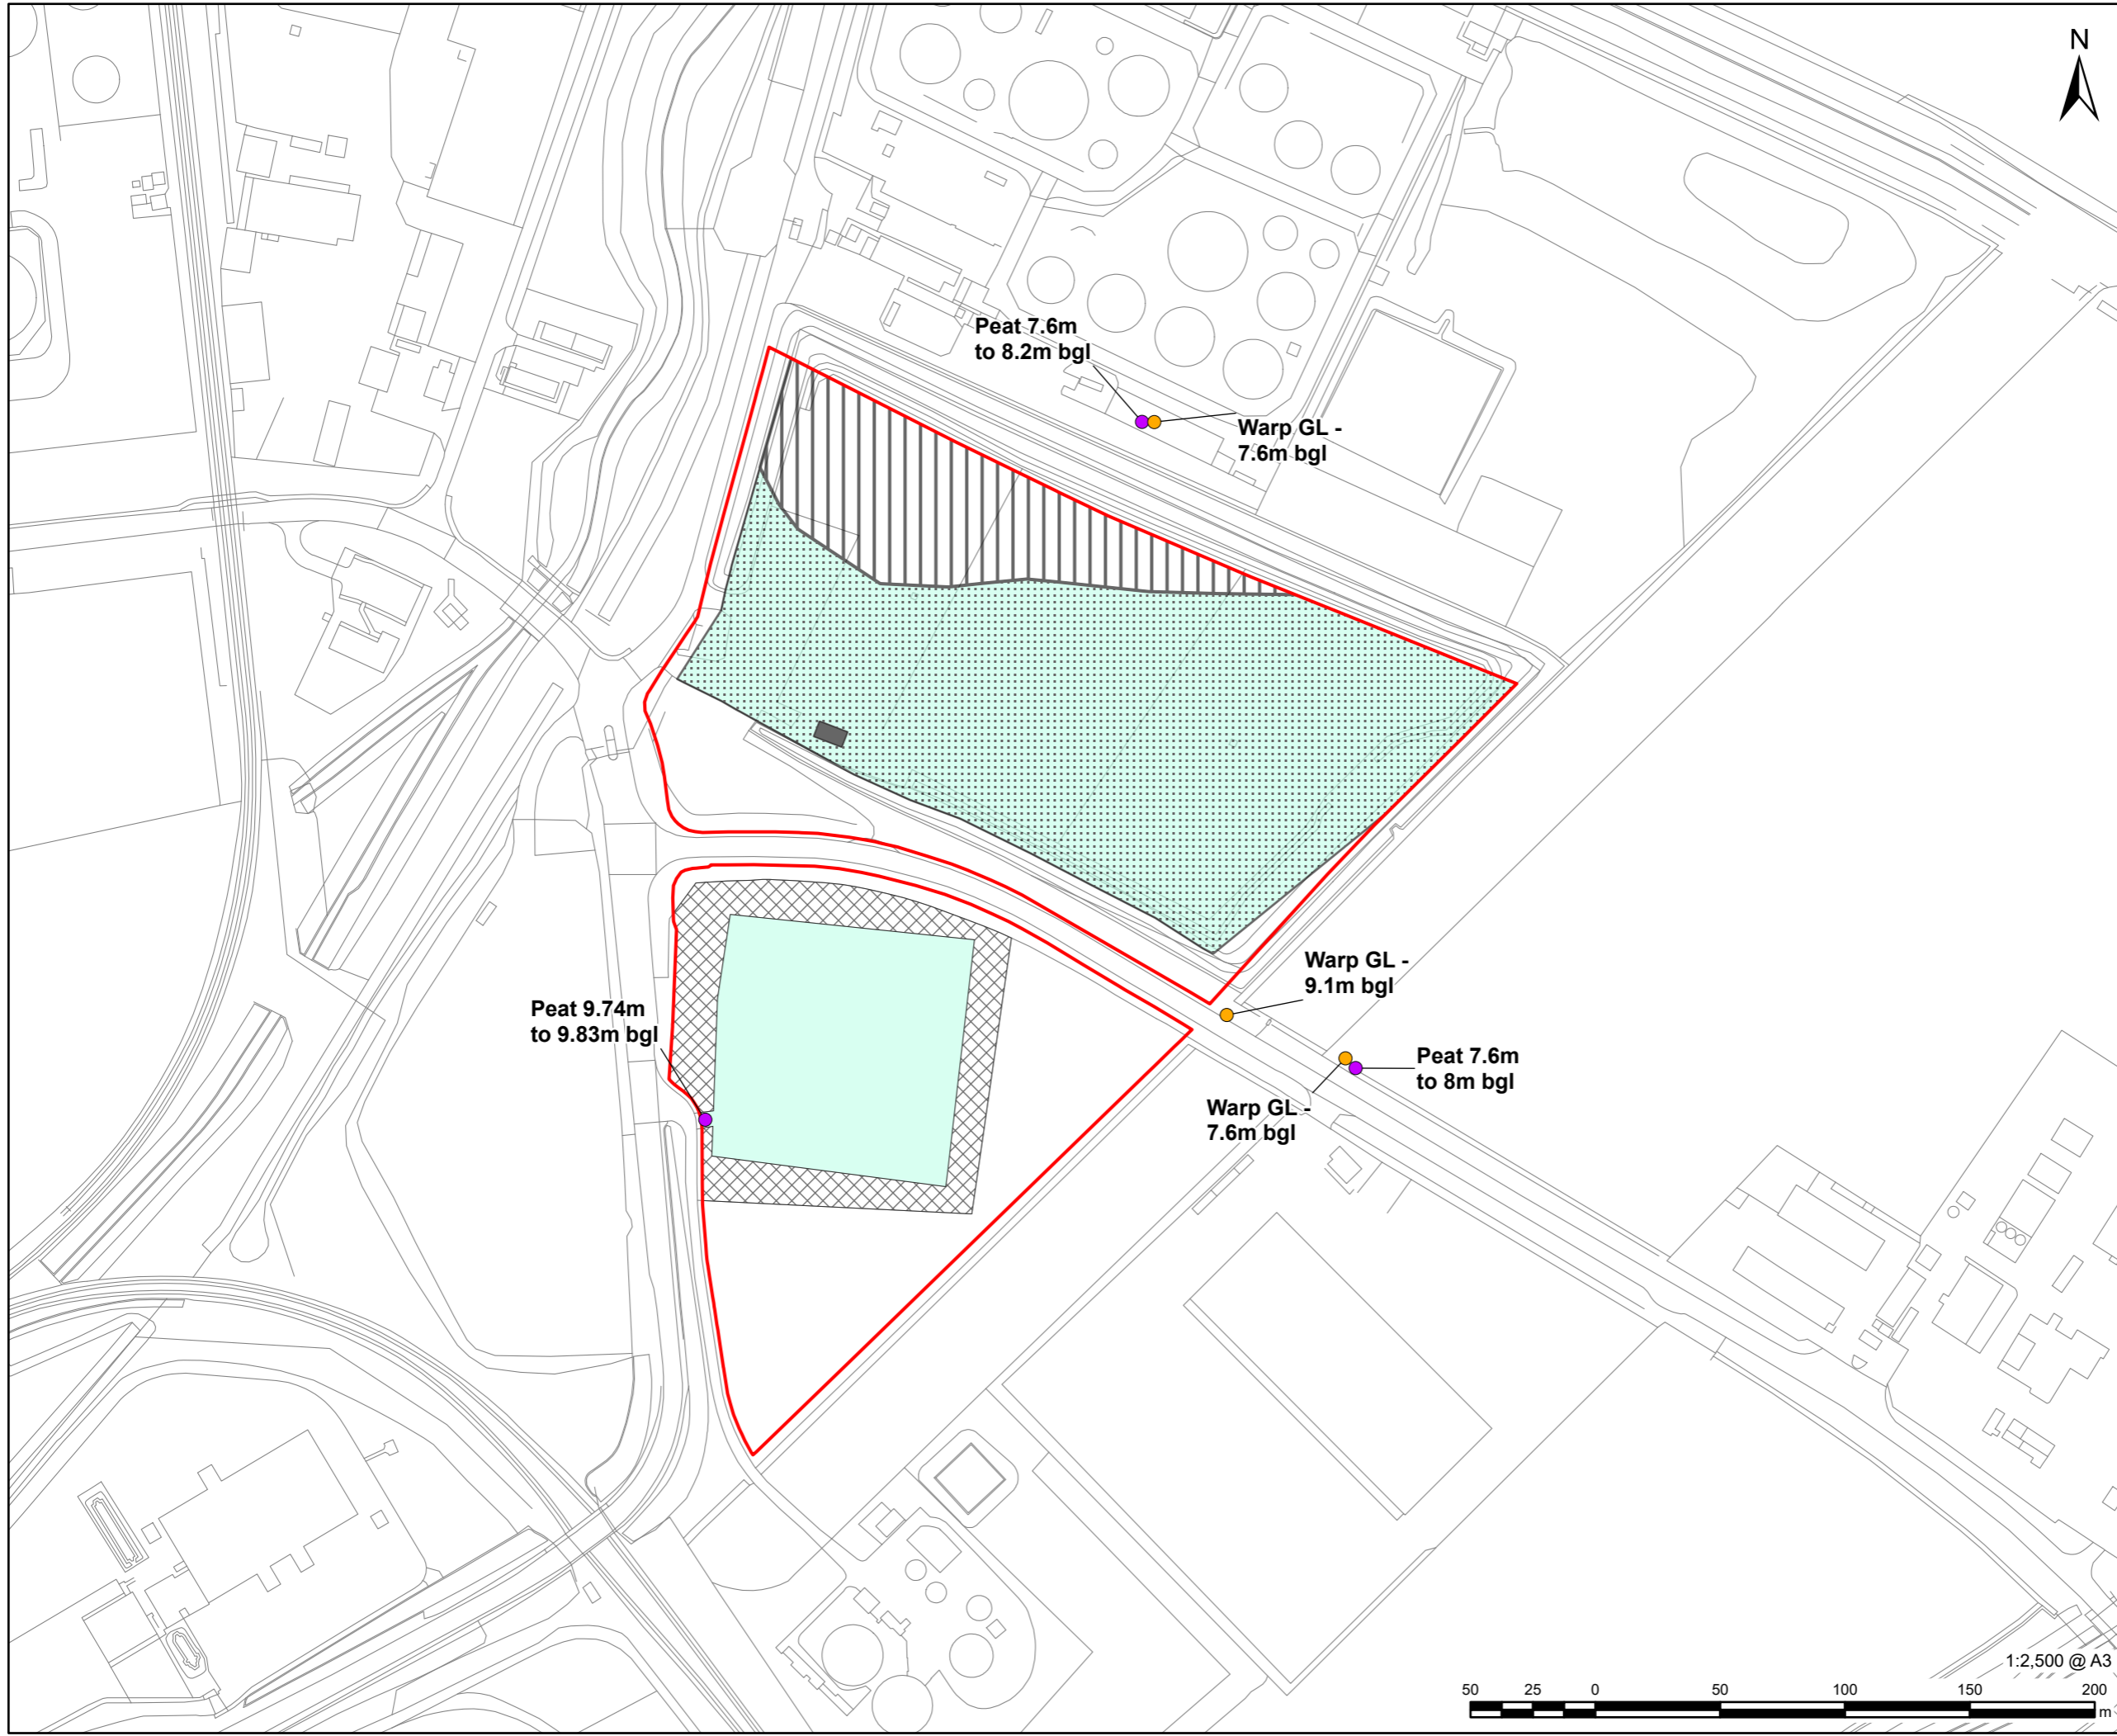 N
Peat 7.6m
to 8.2m bgl
Warp GL -
7.6m bgl
Warp GL -
9.1m bgl
Peat 9.74m
to 9.83m bgl
Peat 7.6m
to 8m bgl
Warp GL -
7.6m bgl
1:2,500 @ A3
50 25 0 50 100 150 200
m